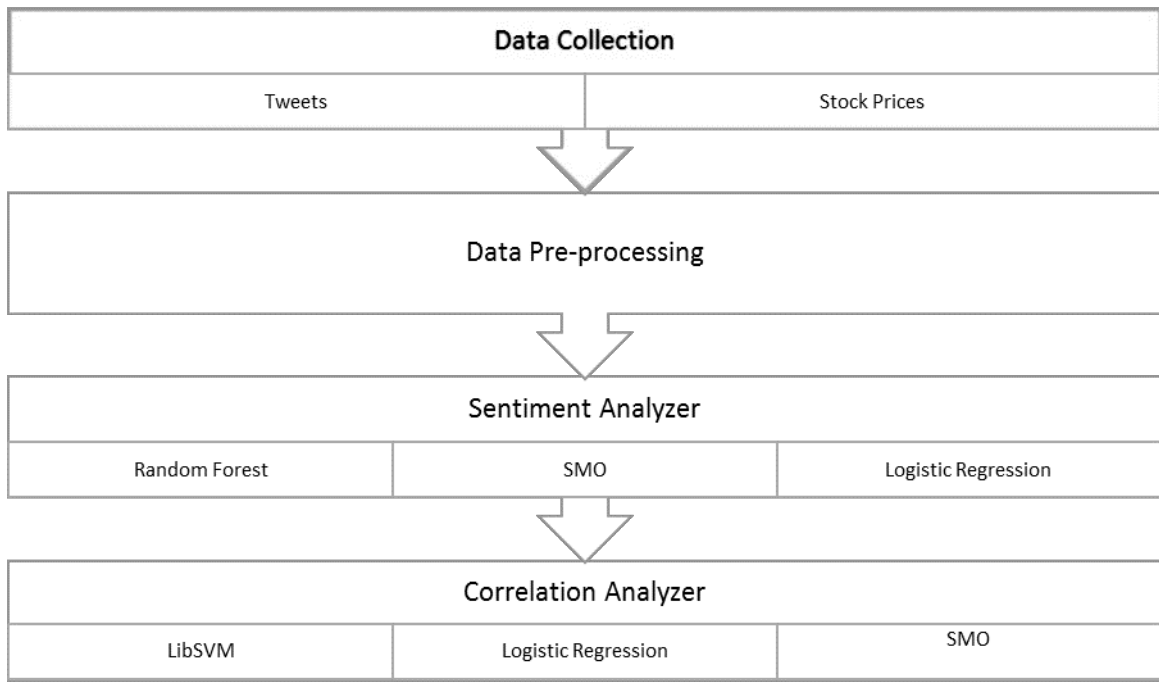 Data Collection
Tweets
Stock Prices
Data Pre-processing
Sentiment Analyzer
Random Forest
SMO
Logistic Regression
Correlation Analyzer
LibSVM
Logistic Regression
SMO